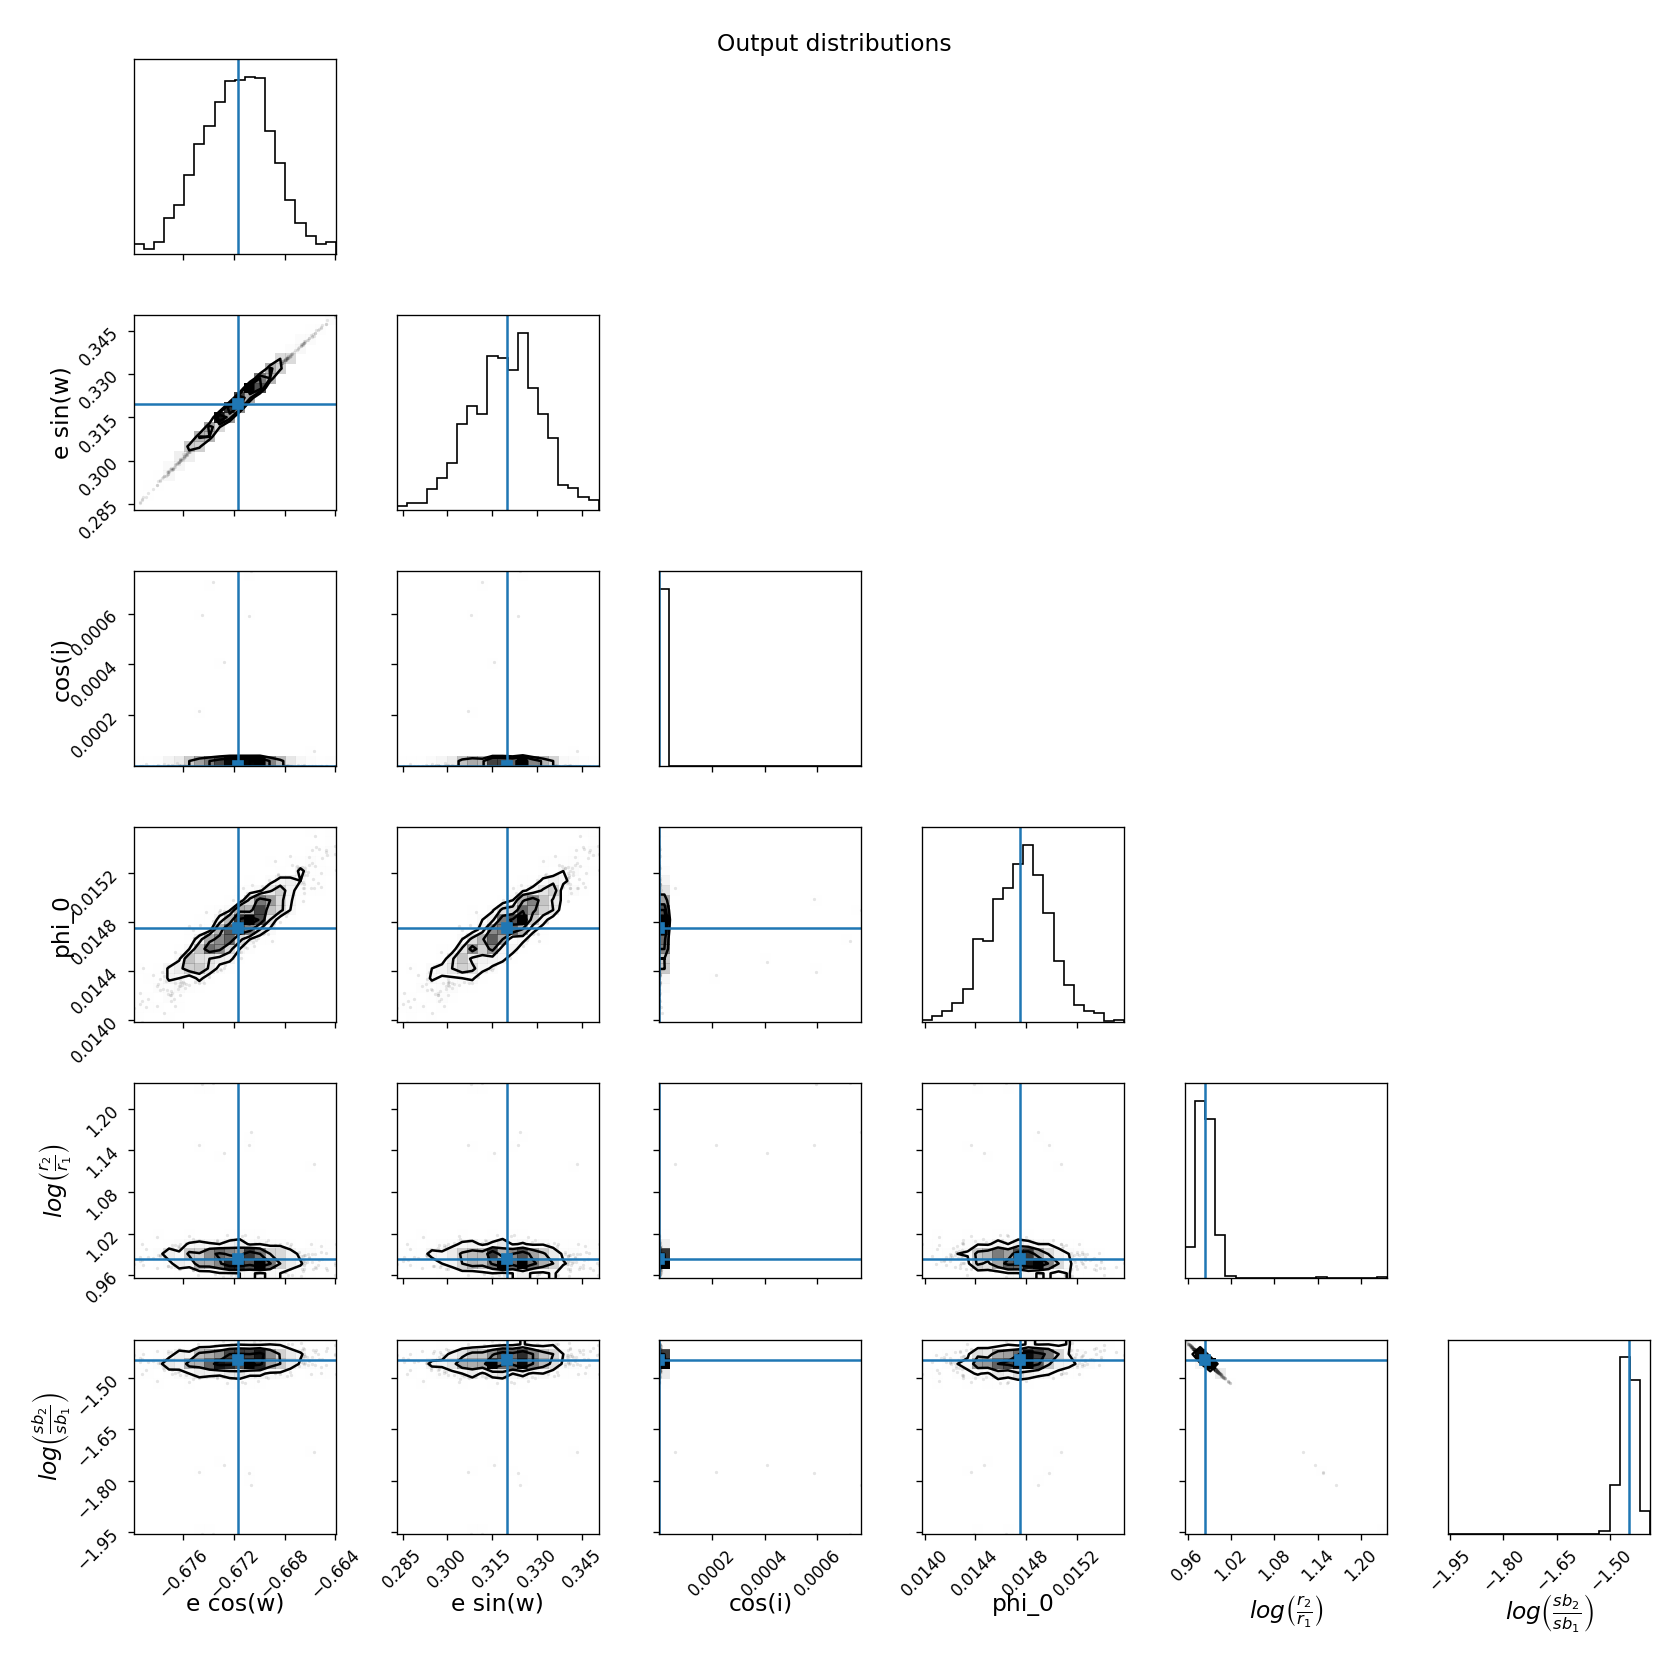 Output distributions
e sin(w)
0.345
0.330
0.315
0.300
0.285
cos(i)
0.0006
0.0004
0.0002
phi_0
0.0152
0.0148
0.0144
0.0140
log(r₂/r₁)
1.20
1.14
1.08
1.02
0.96
log(sb₂/sb₁)
−1.50
−1.65
−1.80
−1.95
−0.676 −0.672 −0.668 −0.664
0.285 0.300 0.315 0.330 0.345
0.0002 0.0004 0.0006
0.0140 0.0144 0.0148 0.0152
0.96 1.02 1.08 1.14 1.20
−1.95 −1.80 −1.65 −1.50
e cos(w) e sin(w) cos(i) phi_0 log(r₂/r₁) log(sb₂/sb₁)